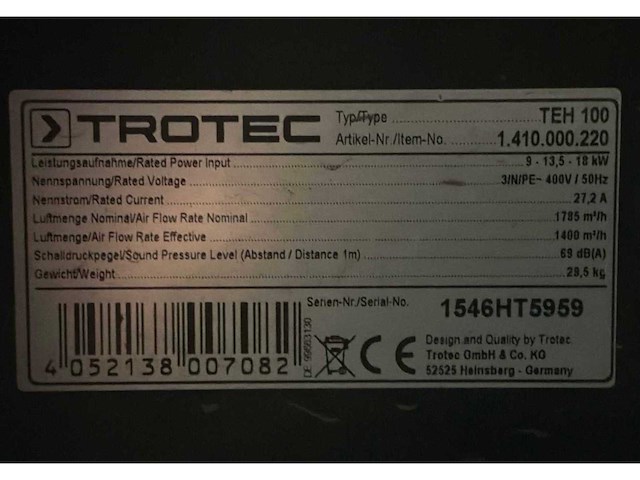 TROTEC
Typ/Type TEH 100
Artikel-Nr./Item-No. 1.410.000.220
Leistungsaufnahme/Rated Power Input 9 - 13,5 - 18 kW
Nennspannung/Rated Voltage 3/N/PE~ 400V / 50Hz
Nennstrom/Rated Current 27,2 A
Luftmenge Nominal/Air Flow Rate Nominal 1785 m³/h
Luftmenge/Air Flow Rate Effective 1400 m³/h
Schalldruckpegel/Sound Pressure Level (Abstand / Distance 1m) 69 dB(A)
Gewicht/Weight 28,5 kg
Serien-Nr./Serial-No. 1546HT5959
4 052138 007082
CE
Design and Quality by Trotec
Trotec GmbH & Co. KG
52525 Heinsberg - Germany